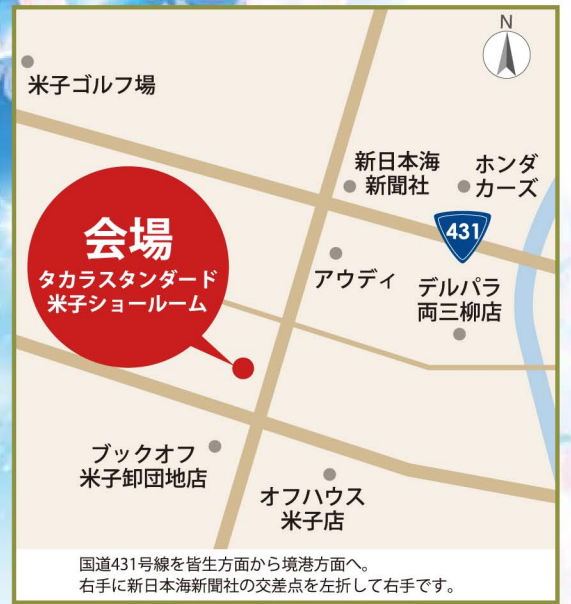 N
米子ゴルフ場
新日本海
新聞社
ホンダ
カーズ
431
会場
タカラスタンダード
米子ショールーム
アウディ
デルパラ
両三柳店
ブックオフ
米子卸団地店
オフハウス
米子店
国道431号線を皆生方面から境港方面へ。
右手に新日本海新聞社の交差点を左折して右手です。